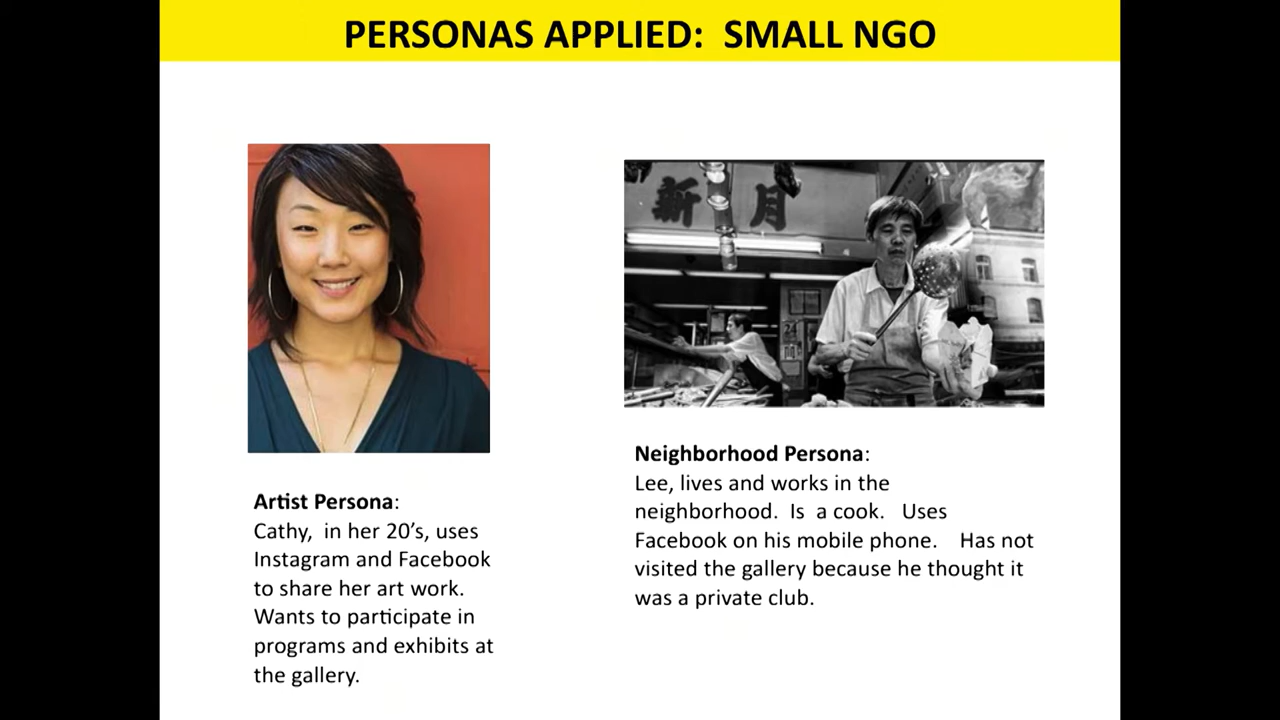 PERSONAS APPLIED:  SMALL NGO
新月
Artist Persona:
Cathy,  in her 20's, uses
Instagram and Facebook
to share her art work.
Wants to participate in
programs and exhibits at
the gallery.
Neighborhood Persona:
Lee, lives and works in the
neighborhood.  Is  a cook.   Uses
Facebook on his mobile phone.    Has not
visited the gallery because he thought it
was a private club.